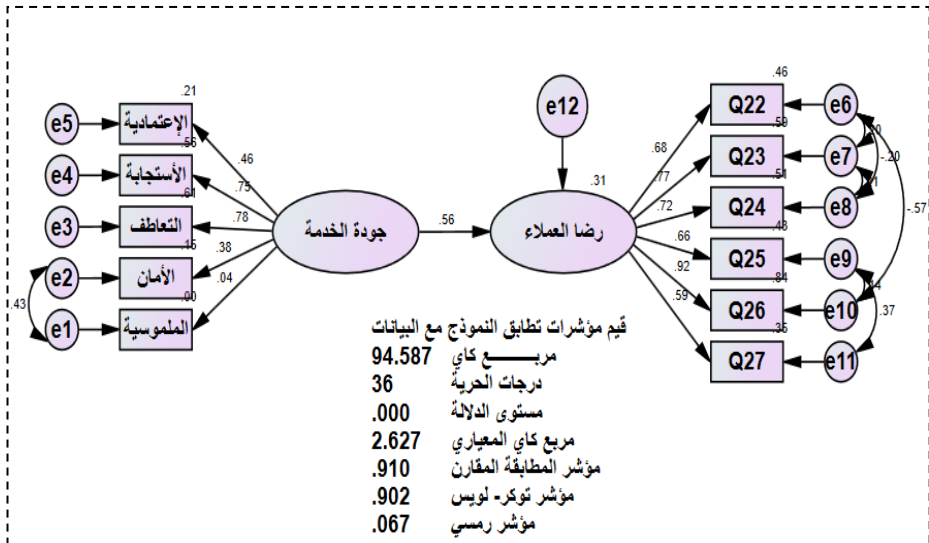 .21
e5
الإعتمادية
.56
e4
الأستجابة
.61
e3
التعاطف
.15
e2
الأمان
.00
e1
الملموسية
.43
.46
.75
.78
.38
.04
جودة الخدمة
.56
e12
.31
رضا العملاء
.68
.77
.72
.66
.92
.59
.46
Q22
e6
.59
Q23
e7
.51
Q24
e8
.43
Q25
e9
.84
Q26
e10
.35
Q27
e11
-.20
-.57
.37
قيم مؤشرات تطابق النموذج مع البيانات
مربـــــــع كاي 94.587
درجات الحرية 36
مستوى الدلالة .000
مربع كاي المعياري 2.627
مؤشر المطابقة المقارن .910
مؤشر توكر- لويس .902
مؤشر رمسي .067